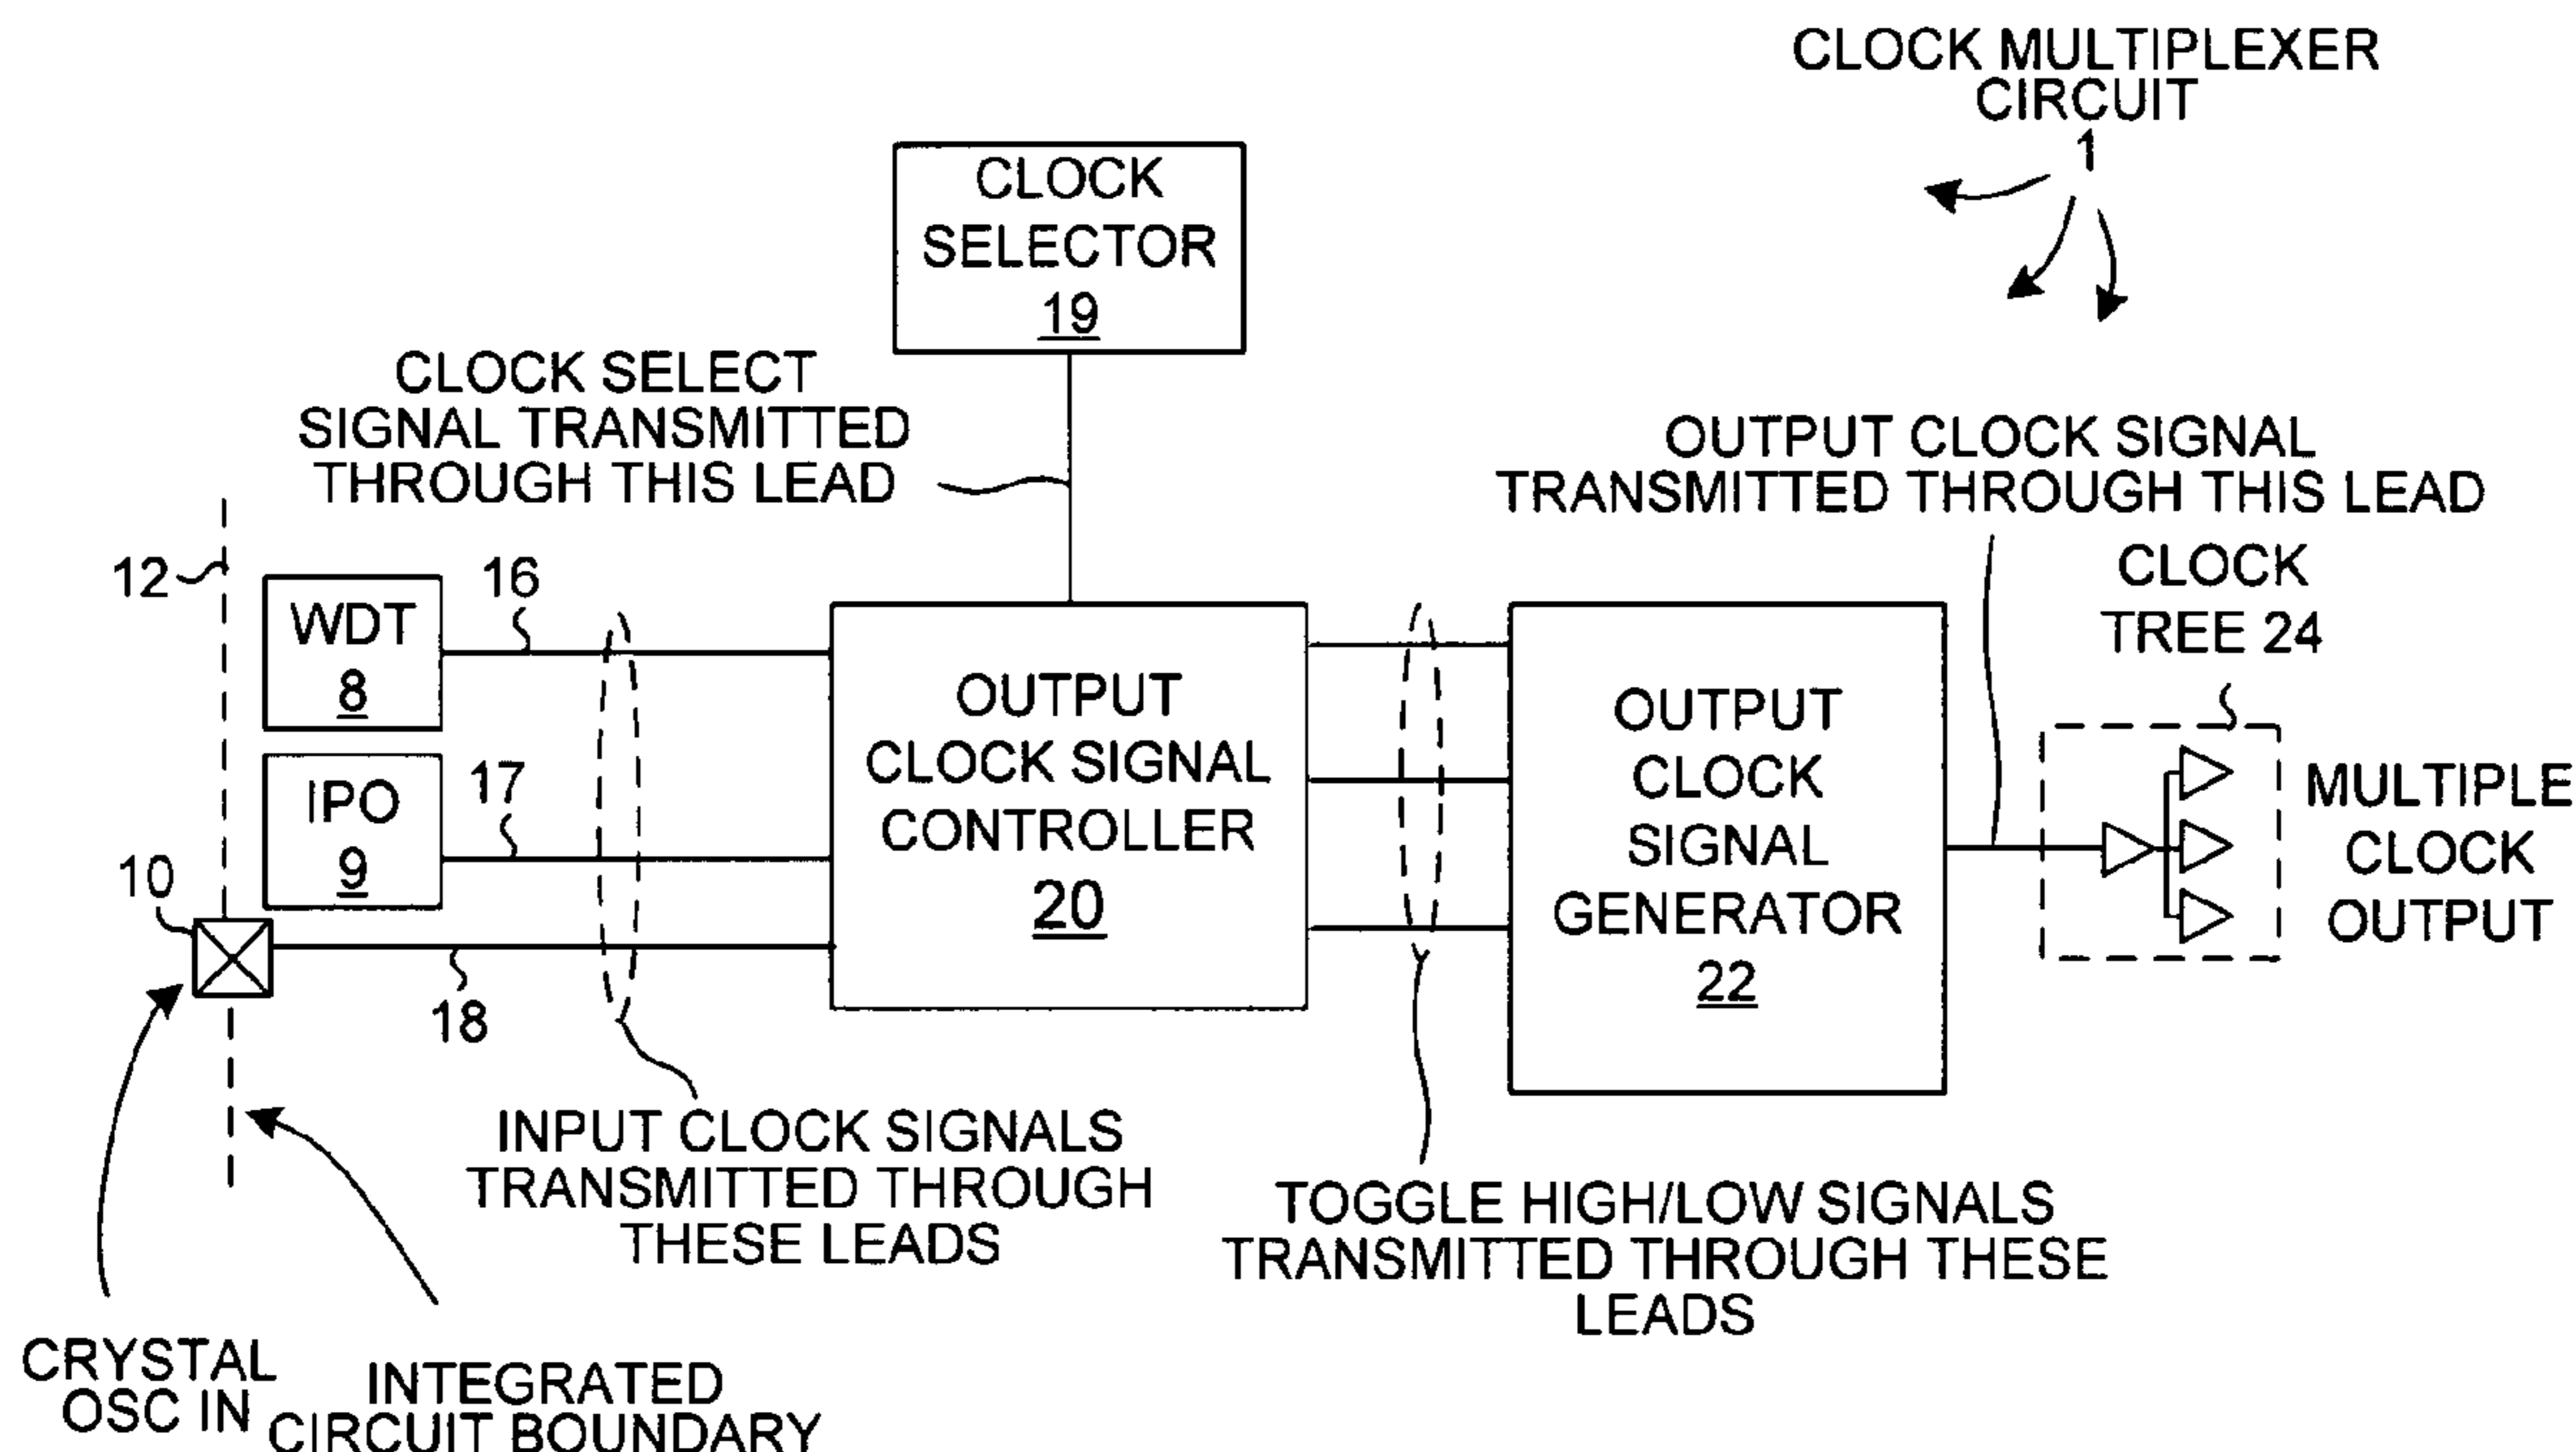 CLOCK MULTIPLEXER
CIRCUIT
1
CLOCK
SELECTOR
19
CLOCK SELECT
SIGNAL TRANSMITTED
THROUGH THIS LEAD
OUTPUT CLOCK SIGNAL
TRANSMITTED THROUGH THIS LEAD
CLOCK
TREE 24
12
WDT
8
16
IPO
9
17
10
18
OUTPUT
CLOCK SIGNAL
CONTROLLER
20
OUTPUT
CLOCK
SIGNAL
GENERATOR
22
MULTIPLE
CLOCK
OUTPUT
INPUT CLOCK SIGNALS
TRANSMITTED THROUGH
THESE LEADS
TOGGLE HIGH/LOW SIGNALS
TRANSMITTED THROUGH THESE
LEADS
CRYSTAL
OSC IN
INTEGRATED
CIRCUIT BOUNDARY